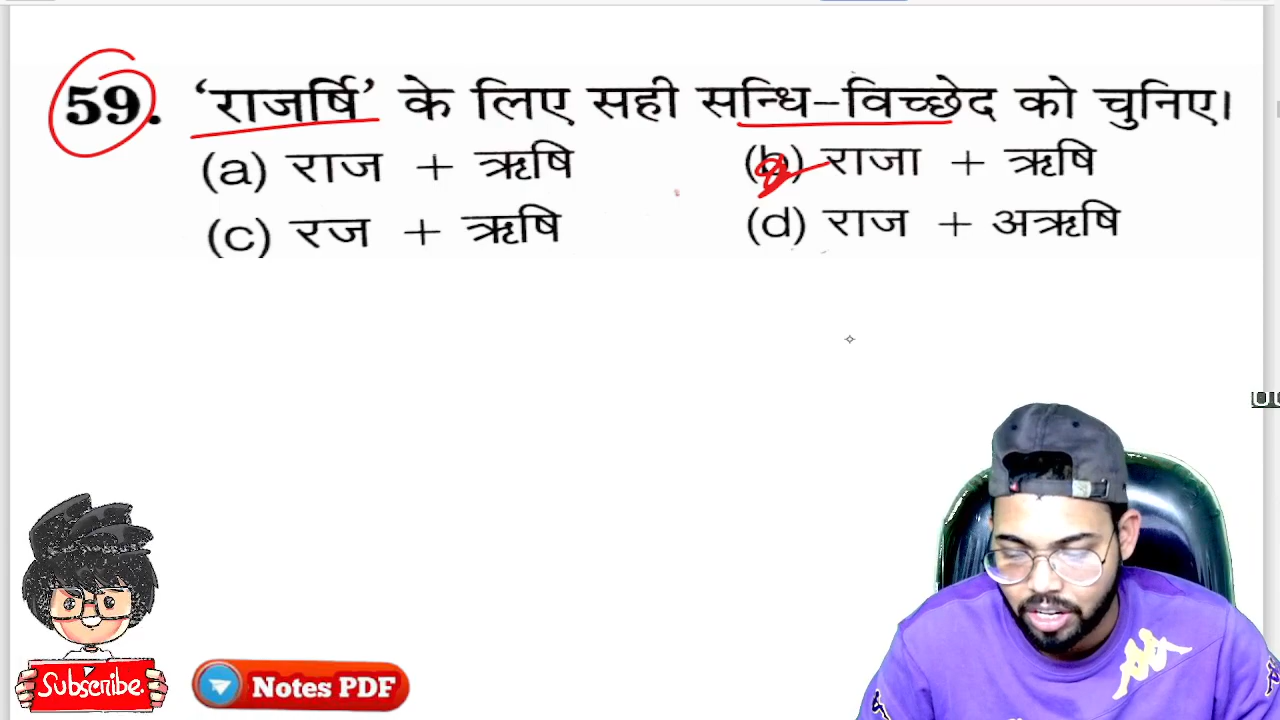 59. ‘राजर्षि’ के लिए सही सन्धि–विच्छेद को चुनिए।
(a) राज + ऋषि (b) राजा + ऋषि
(c) रज + ऋषि (d) राज + अऋषि
Subscribe.
Notes PDF